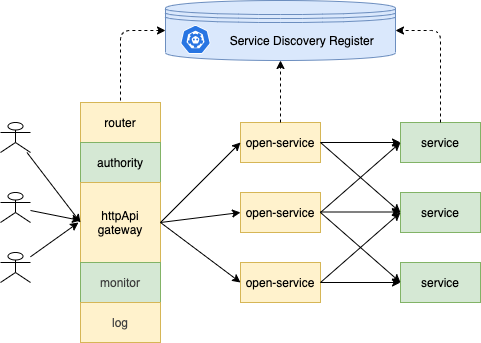 Service Discovery Register
router
authority
httpApi
gateway
monitor
log
open-service
open-service
open-service
service
service
service